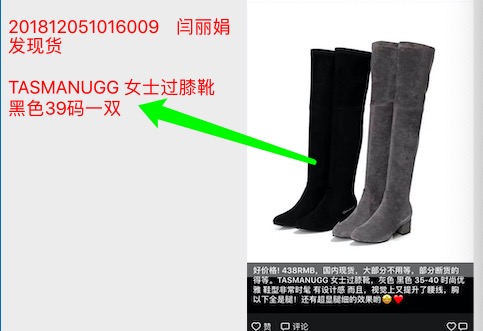 201812051016009 闫丽娟
发现货
TASMANUGG 女士过膝靴
黑色39码一双
好价格! 438RMB, 国内现货, 大部分不用等, 部分断货的
得等。TASMANUGG 女士过膝靴, 灰色 黑色 35-40 时尚优
雅 鞋型非常时髦 有设计感 而且, 视觉上又提升了腰线, 胸
以下全是腿! 还有超显腿细的效果哟😄❤️
赞 评论